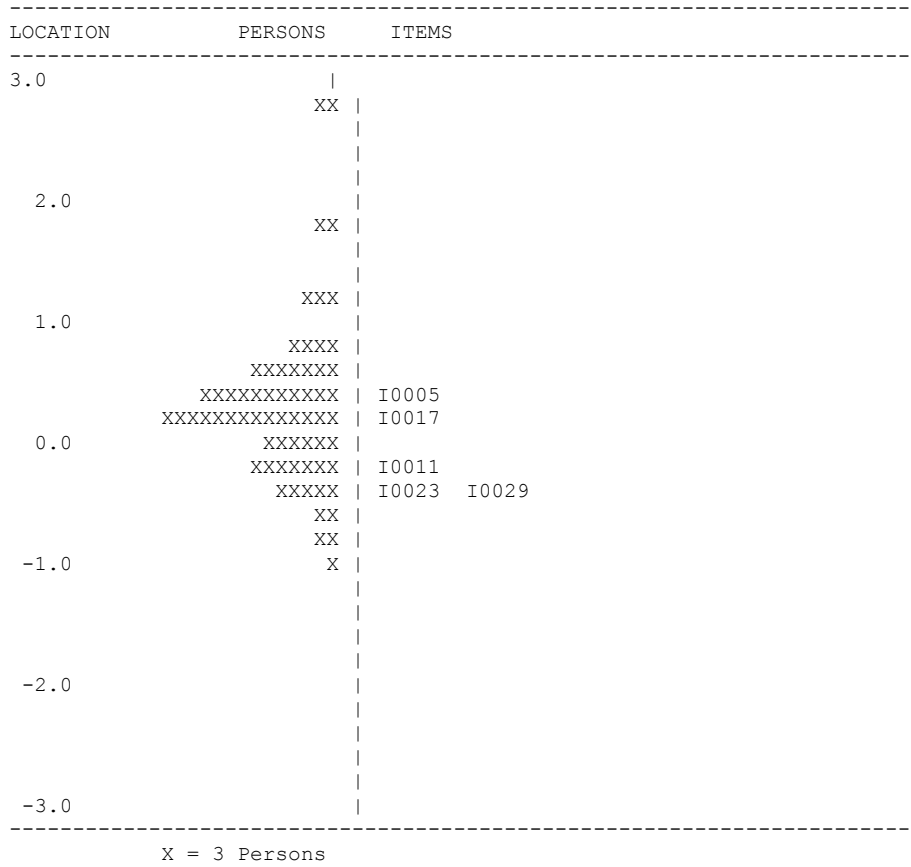 -----------------------------------------------------------------------
LOCATION          PERSONS     ITEMS
-----------------------------------------------------------------------
3.0                      |
                        XX |
                           |
                           |
                           |
  2.0                      |
                        XX |
                           |
                           |
                       XXX |
  1.0                      |
                      XXXX |
                   XXXXXXX |
               XXXXXXXXXXX | I0005
            XXXXXXXXXXXXXX | I0017
  0.0               XXXXXX |
                   XXXXXXX | I0011
                     XXXXX | I0023  I0029
                        XX |
                        XX |
 -1.0                    X |
                           |
                           |
                           |
                           |
 -2.0                      |
                           |
                           |
                           |
                           |
 -3.0                      |
-----------------------------------------------------------------------
            X = 3 Persons